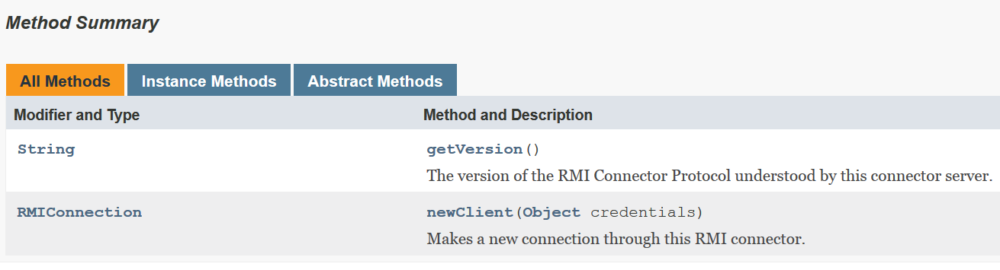 Method Summary
All Methods Instance Methods Abstract Methods
Modifier and Type Method and Description
String getVersion()
The version of the RMI Connector Protocol understood by this connector server.
RMIConnection newClient(Object credentials)
Makes a new connection through this RMI connector.